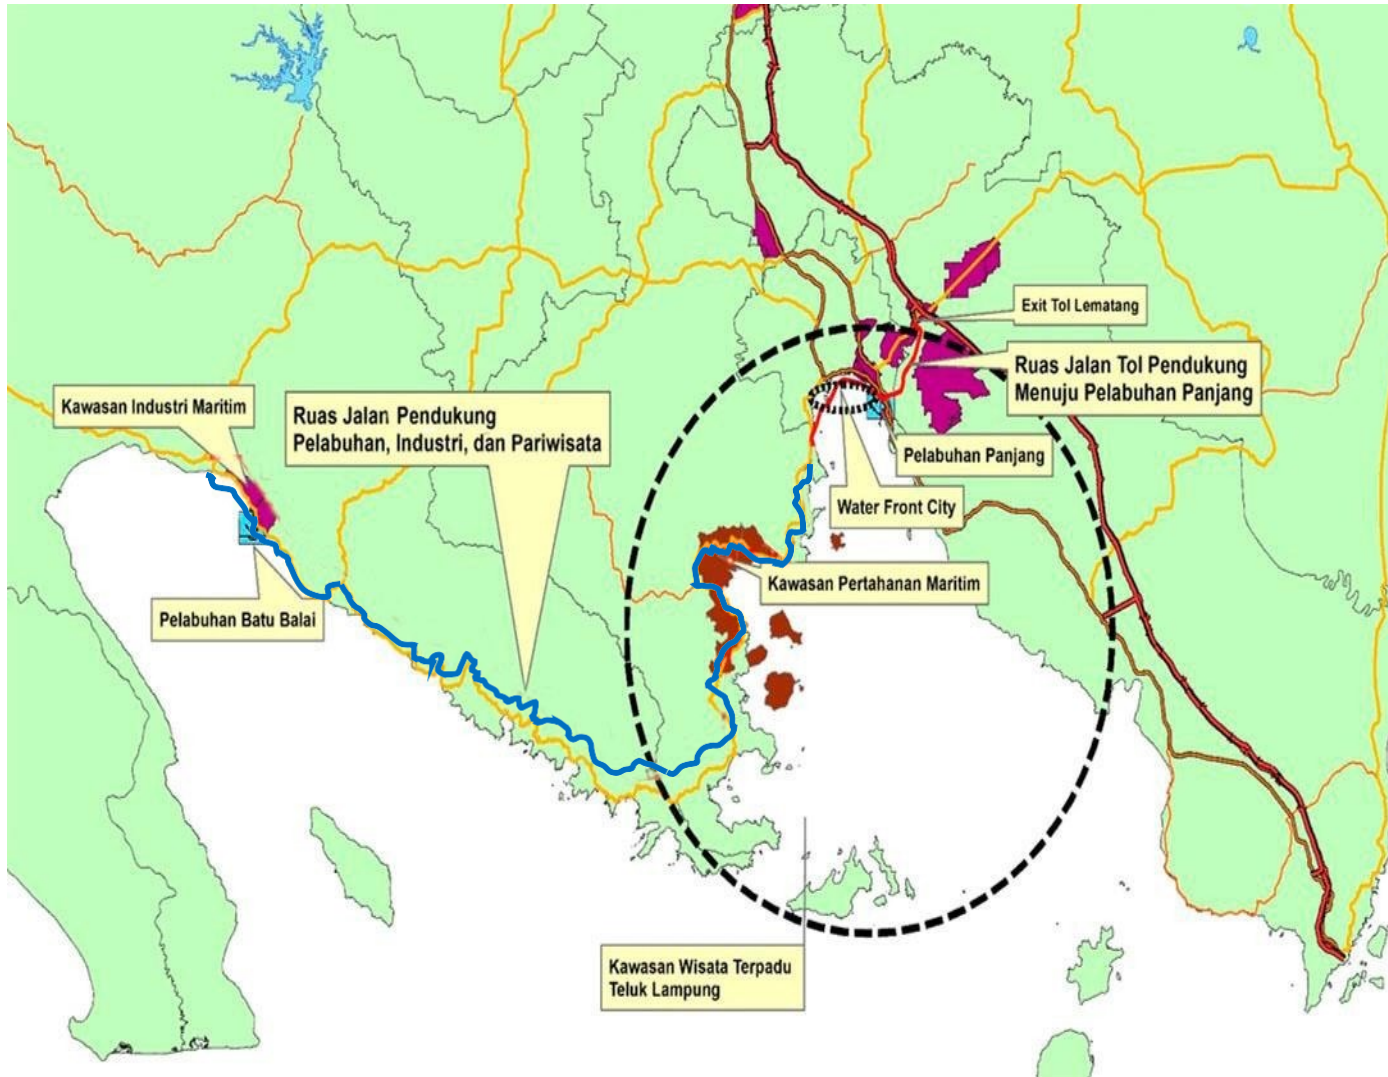 Exit Tol Lematang
Ruas Jalan Tol Pendukung
Menuju Pelabuhan Panjang
Kawasan Industri Maritim
Ruas Jalan Pendukung
Pelabuhan, Industri, dan Pariwisata
Pelabuhan Panjang
Water Front City
Kawasan Pertahanan Maritim
Pelabuhan Batu Balai
Kawasan Wisata Terpadu
Teluk Lampung